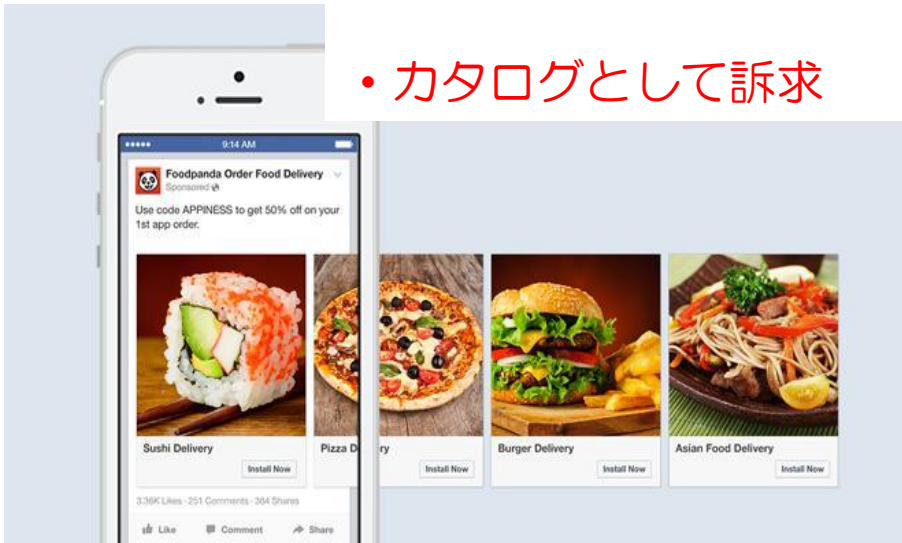 ・カタログとして訴求
9:14 AM
Foodpanda Order Food Delivery
Sponsored
Use code APPINESS to get 50% off on your
1st app order.
Sushi Delivery
Install Now
Pizza D ry
Install Now
Burger Delivery
Install Now
Asian Food Delivery
Install Now
3.36K Likes · 251 Comments · 364 Shares
Like
Comment
Share